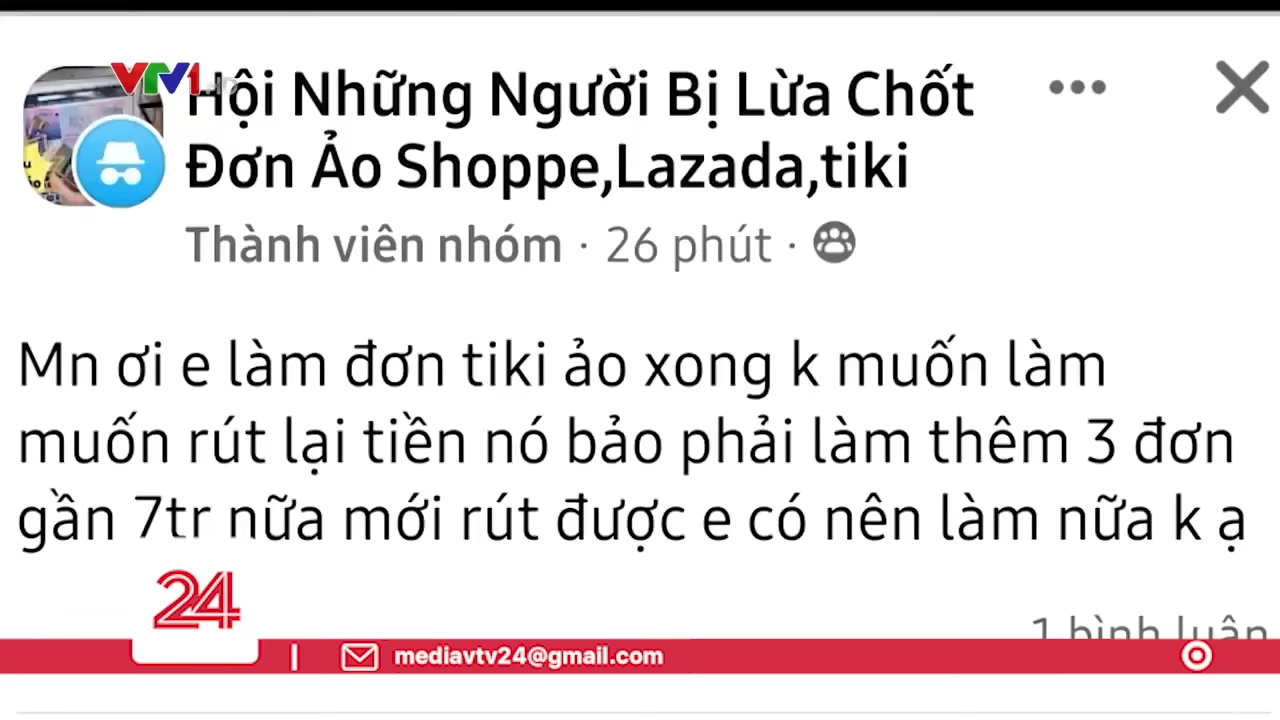 VTV1 HD
Hội Những Người Bị Lừa Chốt
Đơn Ảo Shoppe,Lazada,tiki
Thành viên nhóm · 26 phút ·
Mn ơi e làm đơn tiki ảo xong k muốn làm
muốn rút lại tiền nó bảo phải làm thêm 3 đơn
gần 7tr nữa mới rút được e có nên làm nữa k ạ
1 bình luận
24
mediavtv24@gmail.com